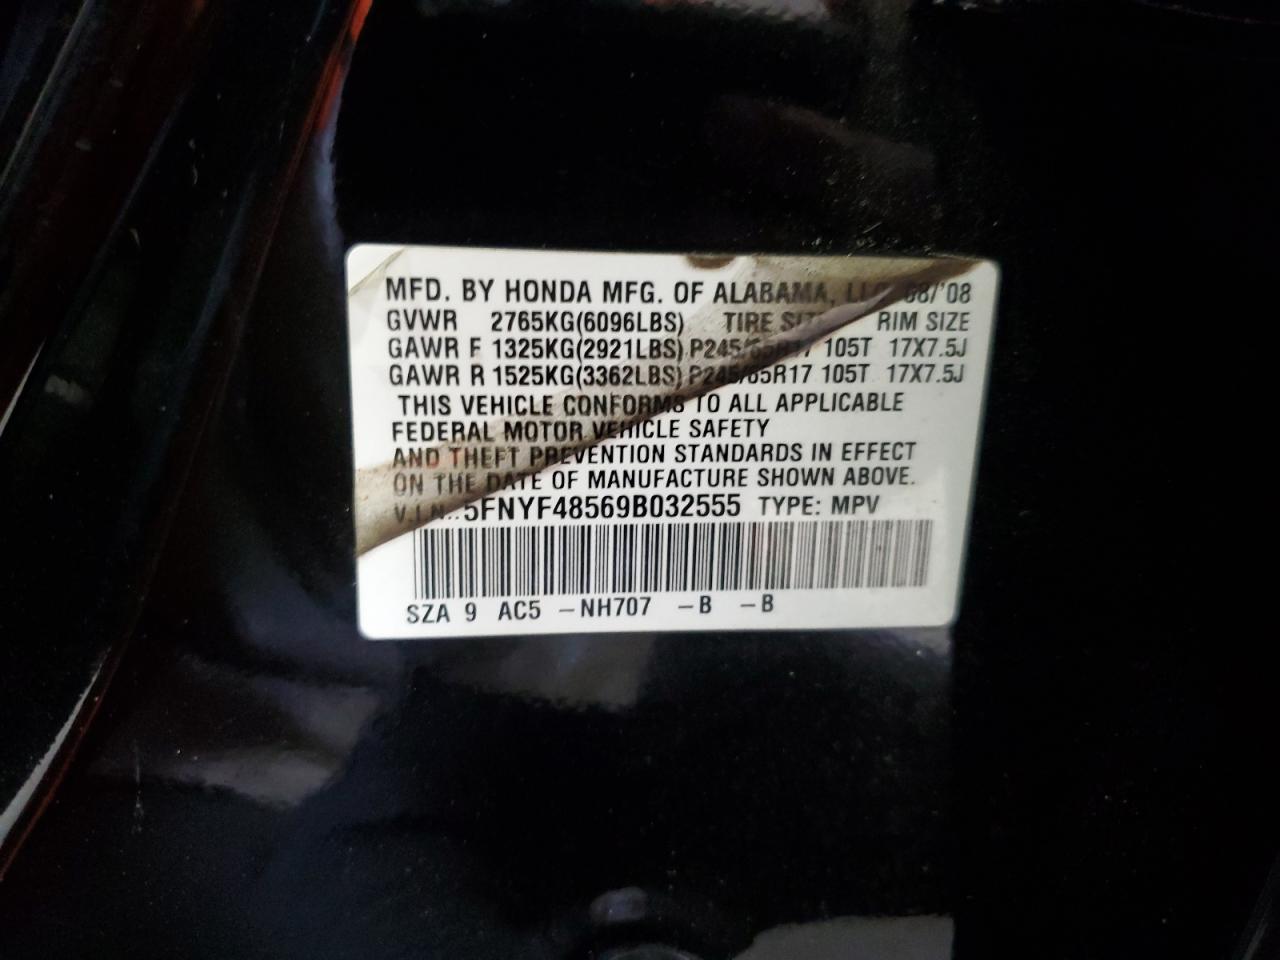 MFD. BY HONDA MFG. OF ALABAMA, LLC 08/'08
GVWR 2765KG(6096LBS) TIRE SIZE RIM SIZE
GAWR F 1325KG(2921LBS) P245/65R17 105T 17X7.5J
GAWR R 1525KG(3362LBS) P245/65R17 105T 17X7.5J
THIS VEHICLE CONFORMS TO ALL APPLICABLE
FEDERAL MOTOR VEHICLE SAFETY
AND THEFT PREVENTION STANDARDS IN EFFECT
ON THE DATE OF MANUFACTURE SHOWN ABOVE.
V.I.N.:5FNYF48569B032555 TYPE: MPV
SZA 9 AC5 -NH707 -B -B